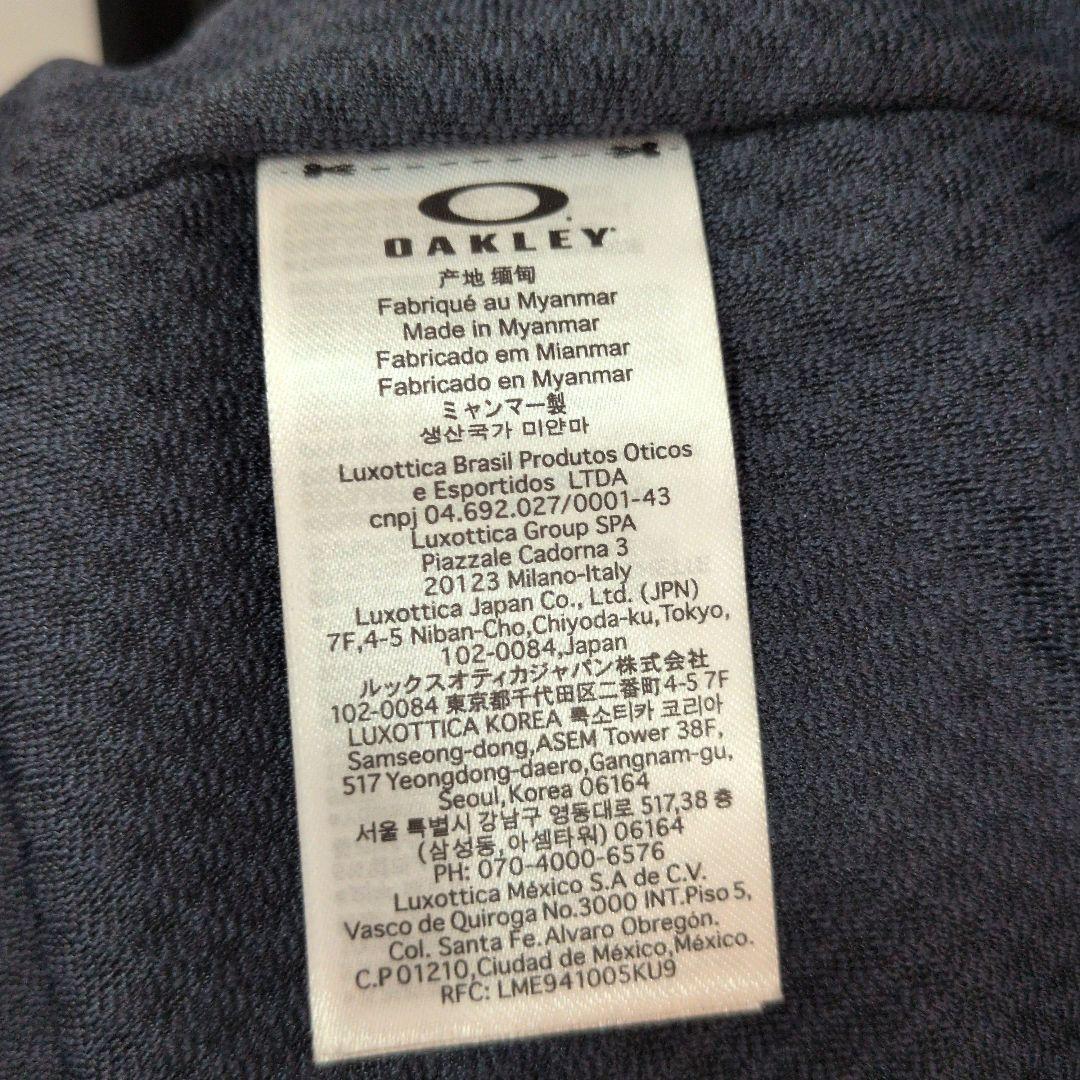 OAKLEY
产地 缅甸
Fabriqué au Myanmar
Made in Myanmar
Fabricado em Mianmar
Fabricado en Myanmar
ミャンマー製
생산국가 미얀마
Luxottica Brasil Produtos Oticos
e Esportidos LTDA
cnpj 04.692.027/0001-43
Luxottica Group SPA
Piazzale Cadorna 3
20123 Milano-Italy
Luxottica Japan Co., Ltd. (JPN)
7F,4-5 Niban-Cho,Chiyoda-ku,Tokyo,
102-0084,Japan
ルックスオティカジャパン株式会社
102-0084 東京都千代田区二番町4-5 7F
LUXOTTICA KOREA 룩소티카 코리아
Samseong-dong,ASEM Tower 38F,
517 Yeongdong-daero,Gangnam-gu,
Seoul,Korea 06164
서울 특별시 강남구 영동대로 517,38 층
(삼성동,아셈타워) 06164
PH: 070-4000-6576
Luxottica México S.A de C.V.
Vasco de Quiroga No.3000 INT.Piso 5,
Col. Santa Fe.Alvaro Obregón.
C.P01210,Ciudad de México,México.
RFC: LME941005KU9